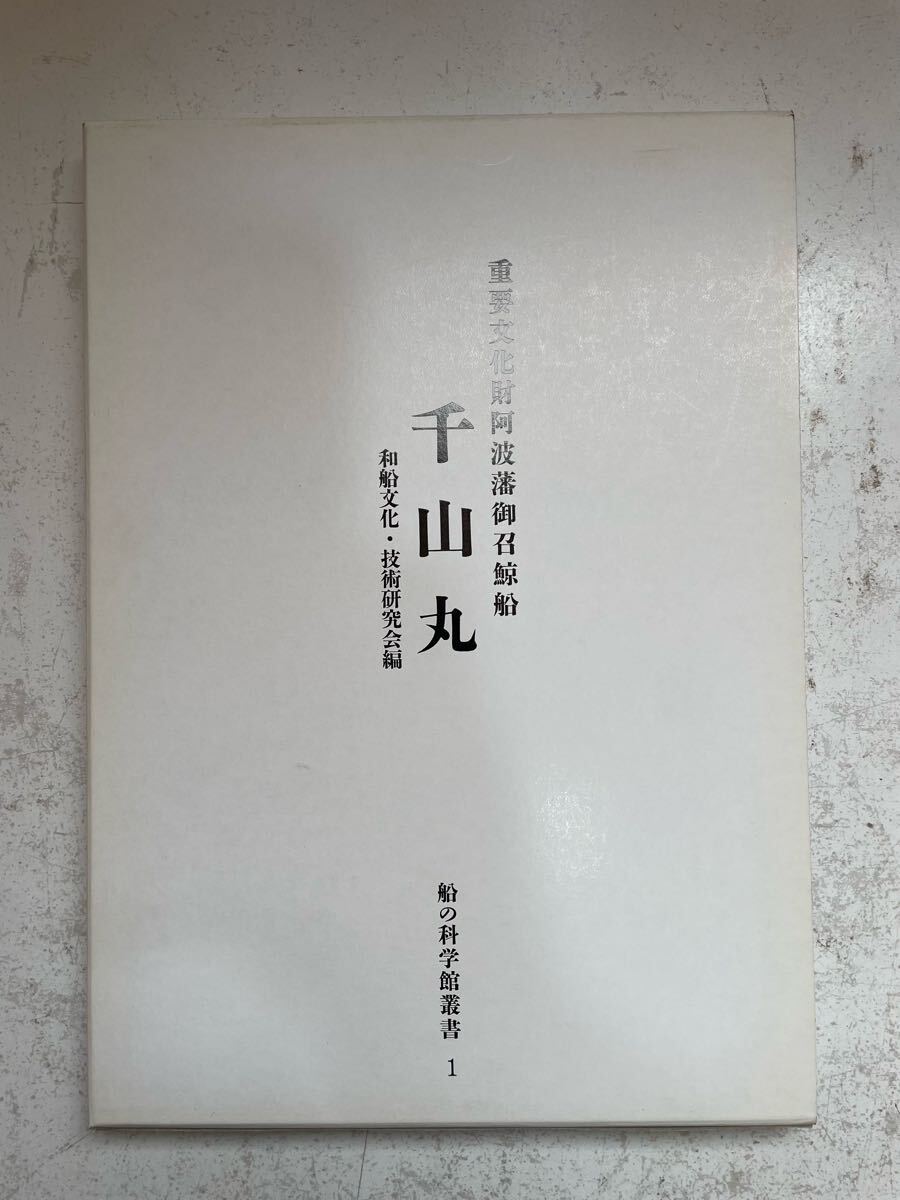 重要文化財阿波藩御召鯨船
千山丸
和船文化・技術研究会編
船の科学館叢書 1